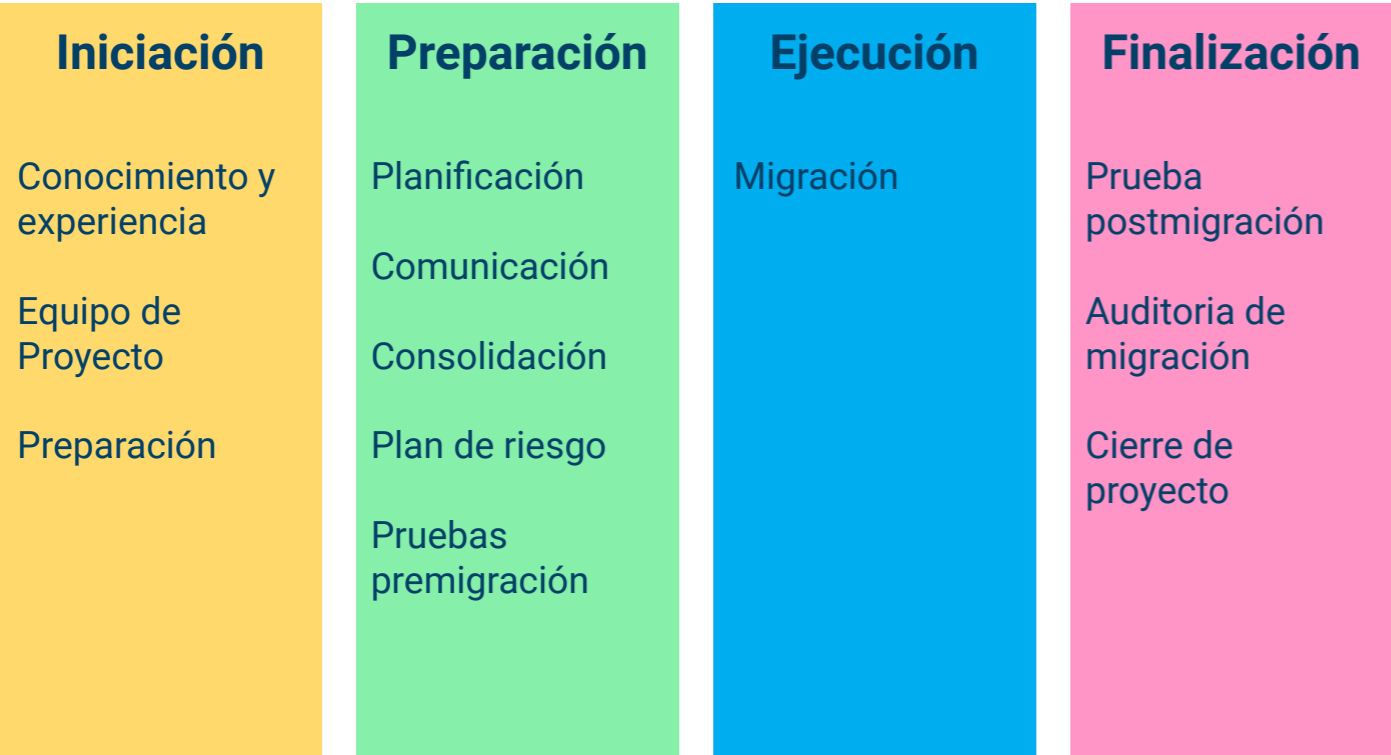 Iniciación
Conocimiento y
experiencia
Equipo de
Proyecto
Preparación
Preparación
Planificación
Comunicación
Consolidación
Plan de riesgo
Pruebas
premigración
Ejecución
Migración
Finalización
Prueba
postmigración
Auditoria de
migración
Cierre de
proyecto